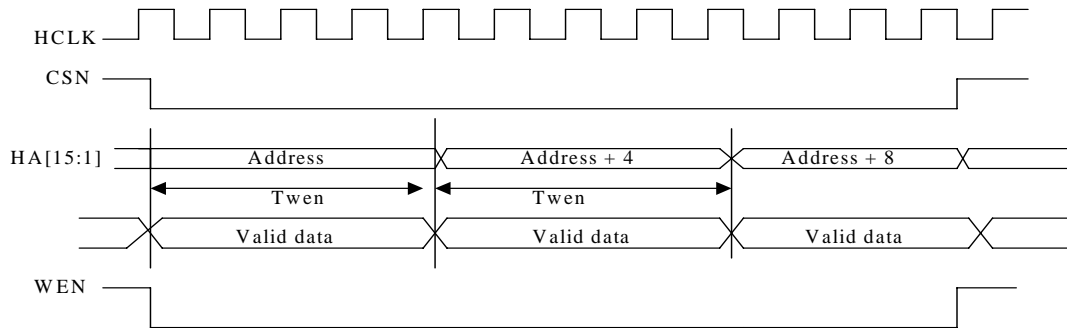 HCLK
CSN
HA[15:1] Address Address + 4 Address + 8
Twen Twen
Valid data Valid data Valid data
WEN